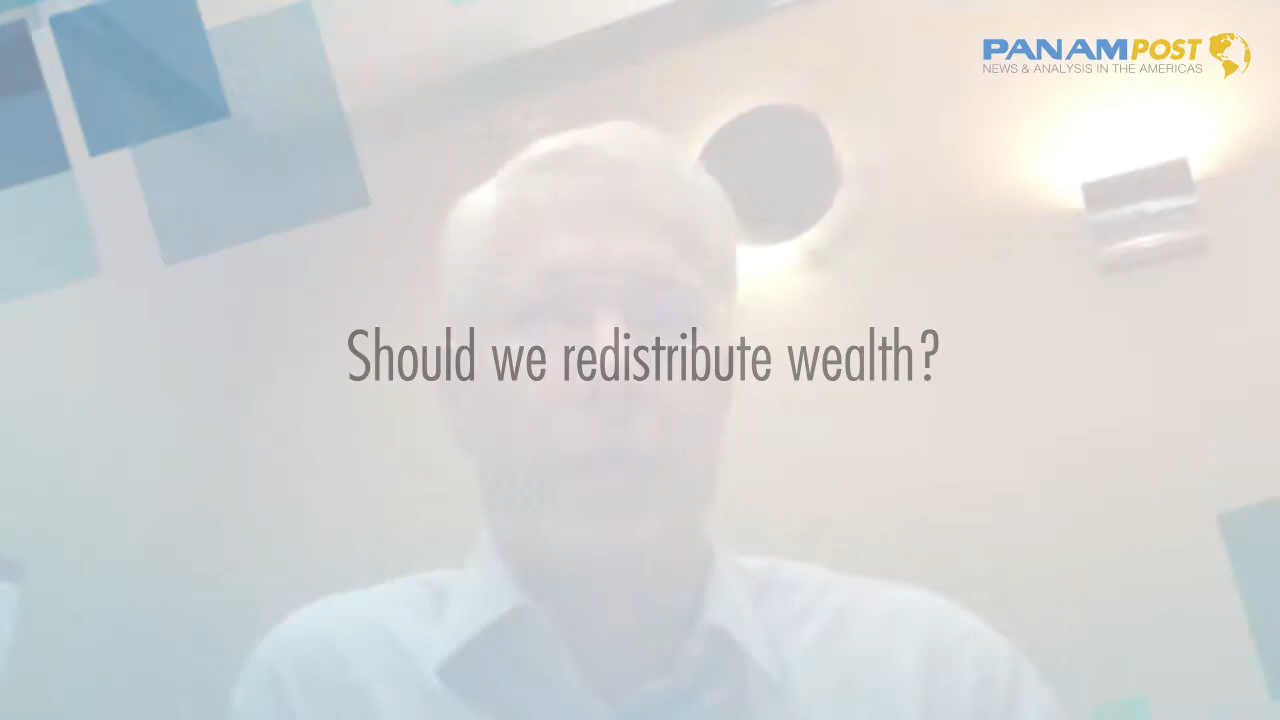 PANAMPOST
NEWS & ANALYSIS IN THE AMERICAS
Should we redistribute wealth?